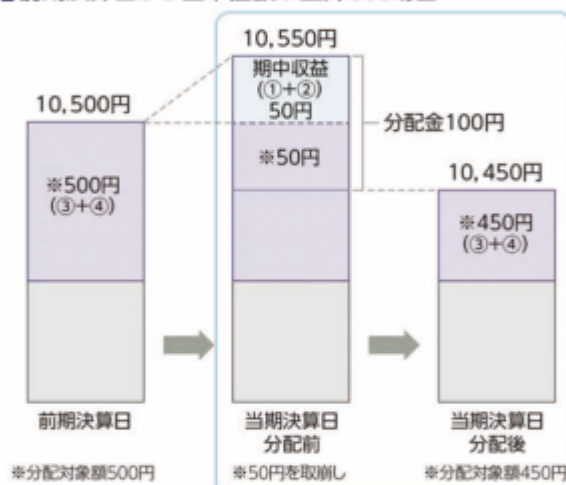 10,550円
期中収益
(①+②)
50円
10,500円
分配金100円
※50円
※500円
(③+④)
10,450円
※450円
(③+④)
前期決算日
当期決算日
分配前
当期決算日
分配後
※分配対象額500円
※50円を取崩し
※分配対象額450円